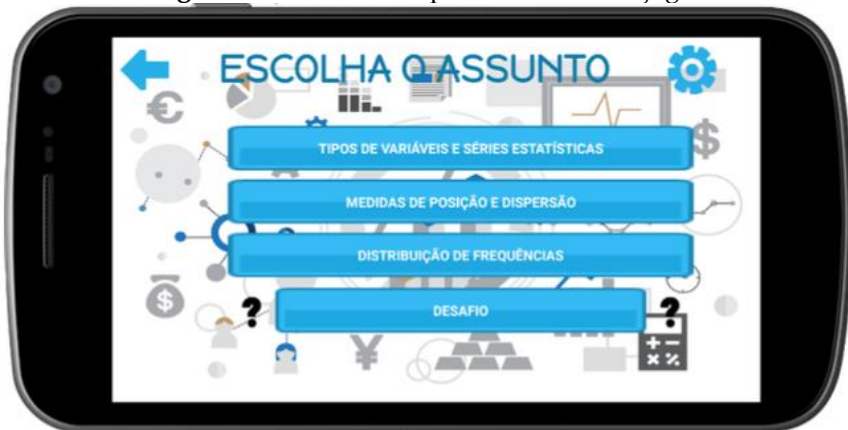 ESCOLHA O ASSUNTO
TIPOS DE VARIÁVEIS E SÉRIES ESTATÍSTICAS
MEDIDAS DE POSIÇÃO E DISPERSÃO
DISTRIBUIÇÃO DE FREQUÊNCIAS
? DESAFIO ?